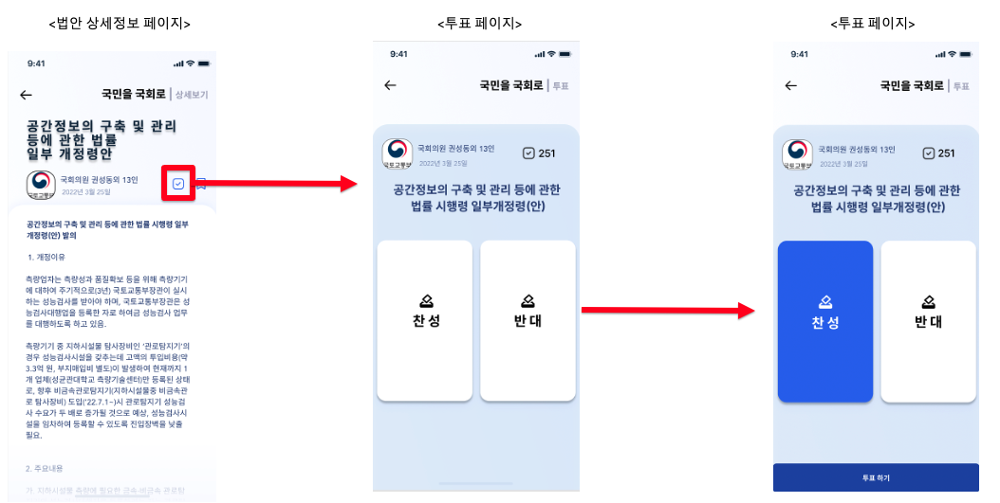 <법안 상세정보 페이지>
9:41
국민을 국회로 | 상세보기
공간정보의 구축 및 관리
등에 관한 법률
일부 개정령안
국토교통부
국회의원 권성동외 13인
2022년 3월 25일
공간정보의 구축 및 관리 등에 관한 법률 시행령 일부
개정령(안) 발의
1. 개정이유
측량업자는 측량성과 및 품질확보 등을 위해 측량기기
에 대하여 주기적으로(3년) 국토교통부장관이 실시
하는 성능검사를 받아야 하며, 국토교통부장관은 성
능검사대행업을 등록한 자로 하여금 성능검사 업무
를 대행하도록 하고 있음.
측량기기 중 지하시설물 탐사장비인 '관로탐지기'의
경우 성능검사시설을 갖추는데 고액의 투입비용(약
3.3억 원, 부지매입비 별도)이 발생하여 현재까지 1
개 업체(성균관대학교 측량기술센터)만 등록된 상태
로, 향후 비금속관로탐지기(지하시설물중 비금속관
로 탐사장비) 도입('22.7.1~)시 관로탐지기 성능검
사 수요가 두 배로 증가될 것으로 예상, 성능검사시
설을 임차하여 등록할 수 있도록 진입장벽을 낮출
필요.
2. 주요내용
가. 지하시설물 측량에 필요한 금속·비금속 관로탐
<투표 페이지>
9:41
국민을 국회로 | 투표
국토교통부
국회의원 권성동외 13인
2022년 3월 25일
251
공간정보의 구축 및 관리 등에 관한
법률 시행령 일부개정령(안)
찬성
반대
<투표 페이지>
9:41
국민을 국회로 | 투표
국토교통부
국회의원 권성동외 13인
2022년 3월 25일
251
공간정보의 구축 및 관리 등에 관한
법률 시행령 일부개정령(안)
찬성
반대
투표 하기